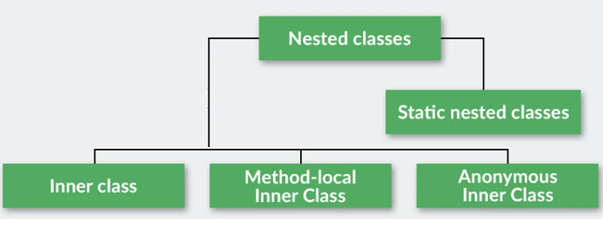 Nested classes
Static nested classes
Inner class
Method-local
Inner Class
Anonymous
Inner Class